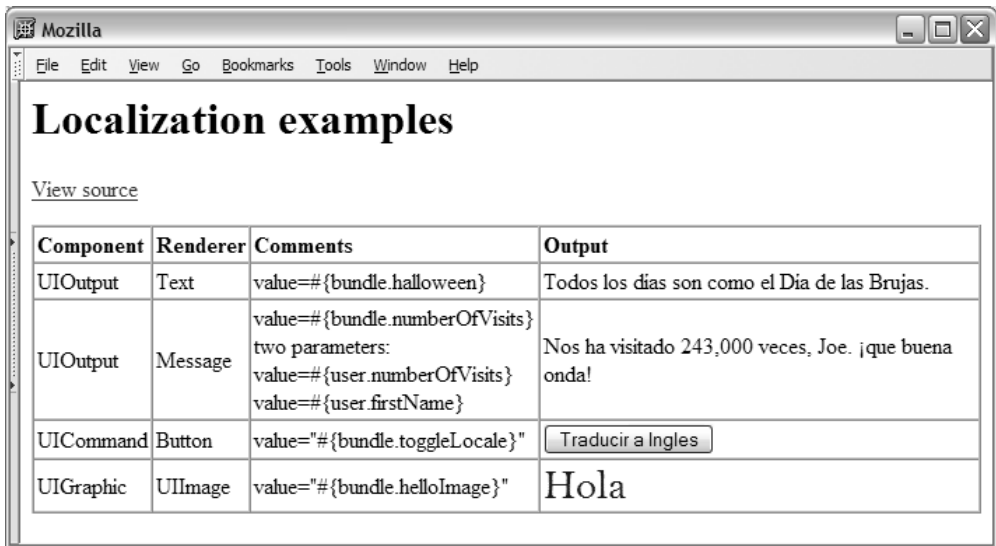 Mozilla
File Edit View Go Bookmarks Tools Window Help
Localization examples
View source
Component Renderer Comments Output
UIOutput Text value=#{bundle.halloween} Todos los días son como el Día de las Brujas.
UIOutput Message value=#{bundle.numberOfVisits}
two parameters:
value=#{user.numberOfVisits}
value=#{user.firstName}
Nos ha visitado 243,000 veces, Joe. ¡que buena
onda!
UICommand Button value="#{bundle.toggleLocale}" Traducir a Ingles
UIGraphic UIImage value="#{bundle.helloImage}" Hola